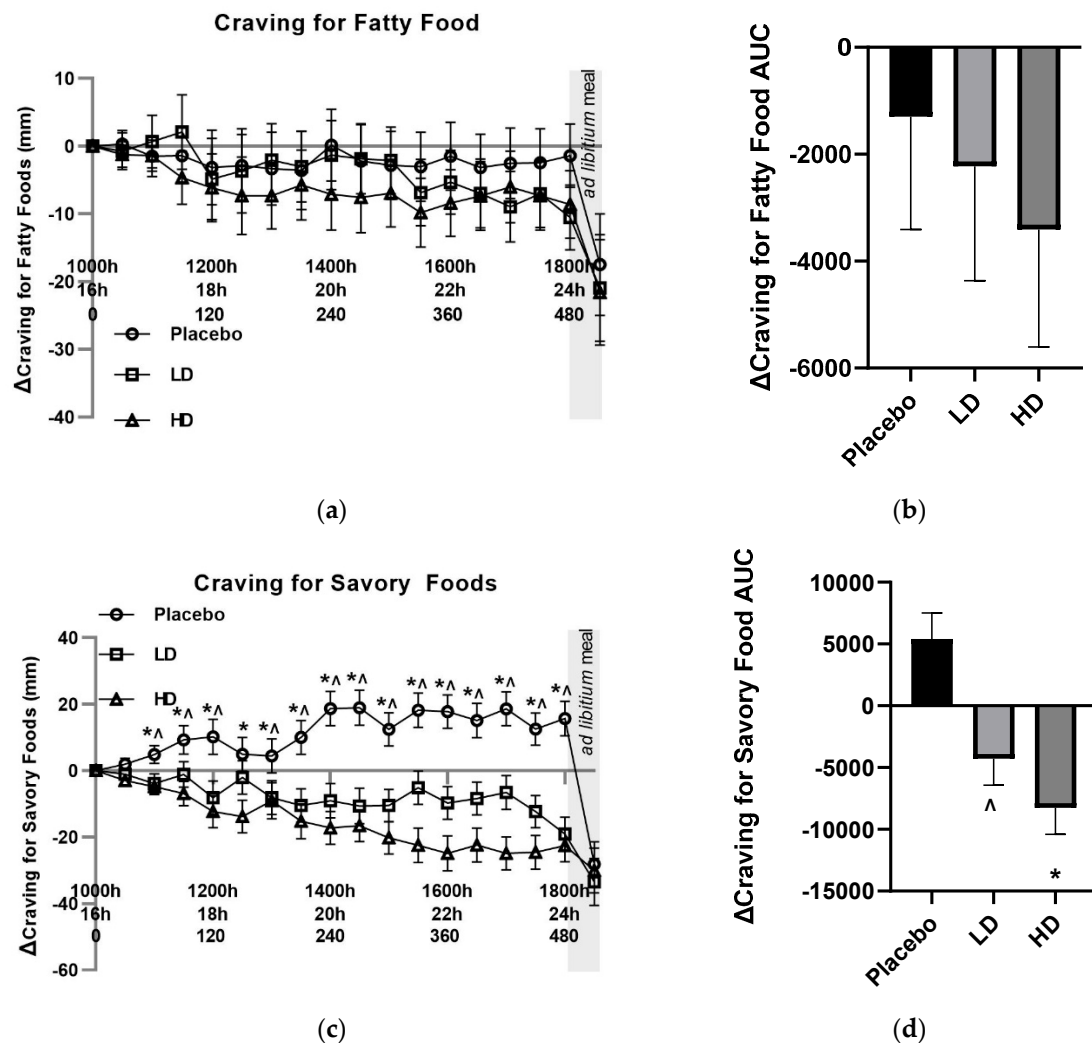 Craving for Fatty Food
ΔCraving for Fatty Foods (mm)
10
0
-10
-20
-30
-40
1000h 1200h 1400h 1600h 1800h
16h 18h 20h 22h 24h
0 120 240 360 480
Placebo
LD
HD
ad libitium meal
(a)
ΔCraving for Fatty Food AUC
0
-2000
-4000
-6000
Placebo LD HD
(b)
Craving for Savory Foods
Placebo
LD
HD
ΔCraving for Savory Foods (mm)
40
20
0
-20
-40
-60
*^ *^ *^ * *^ *^ *^ *^ *^ *^ *^ *^ *^ *^ *^
1000h 1200h 1400h 1600h 1800h
16h 18h 20h 22h 24h
0 120 240 360 480
ad libitium meal
(c)
ΔCraving for Savory Food AUC
10000
5000
0
-5000
-10000
-15000
^
*
Placebo LD HD
(d)